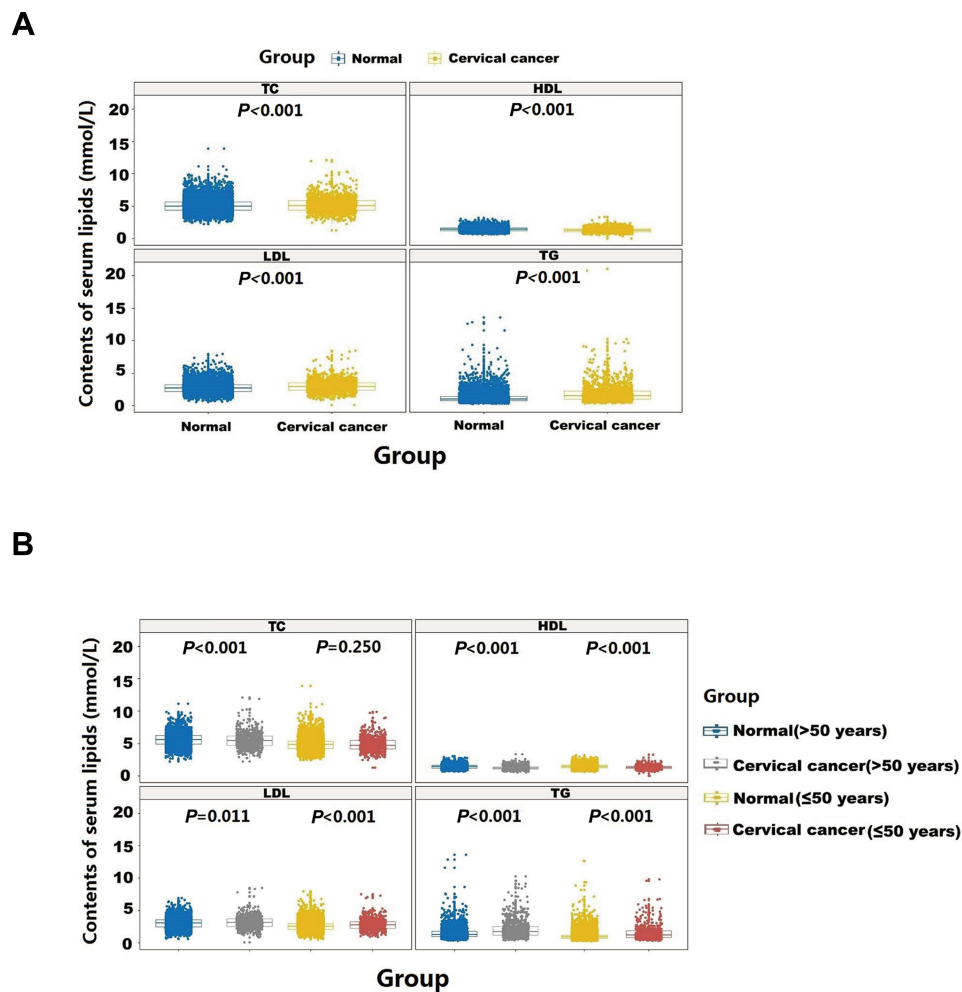 A
Group Normal Cervical cancer
TC HDL
P<0.001 P<0.001
20
15
10
5
0
LDL TG
P<0.001 P<0.001
20
15
10
5
0
Contents of serum lipids (mmol/L)
Normal Cervical cancer Normal Cervical cancer
Group
B
TC HDL
P<0.001 P=0.250 P<0.001 P<0.001
20
15
10
5
0
LDL TG
P=0.011 P<0.001 P<0.001 P<0.001
20
15
10
5
0
Contents of serum lipids (mmol/L)
Group
Group
Normal(>50 years)
Cervical cancer(>50 years)
Normal(≤50 years)
Cervical cancer(≤50 years)